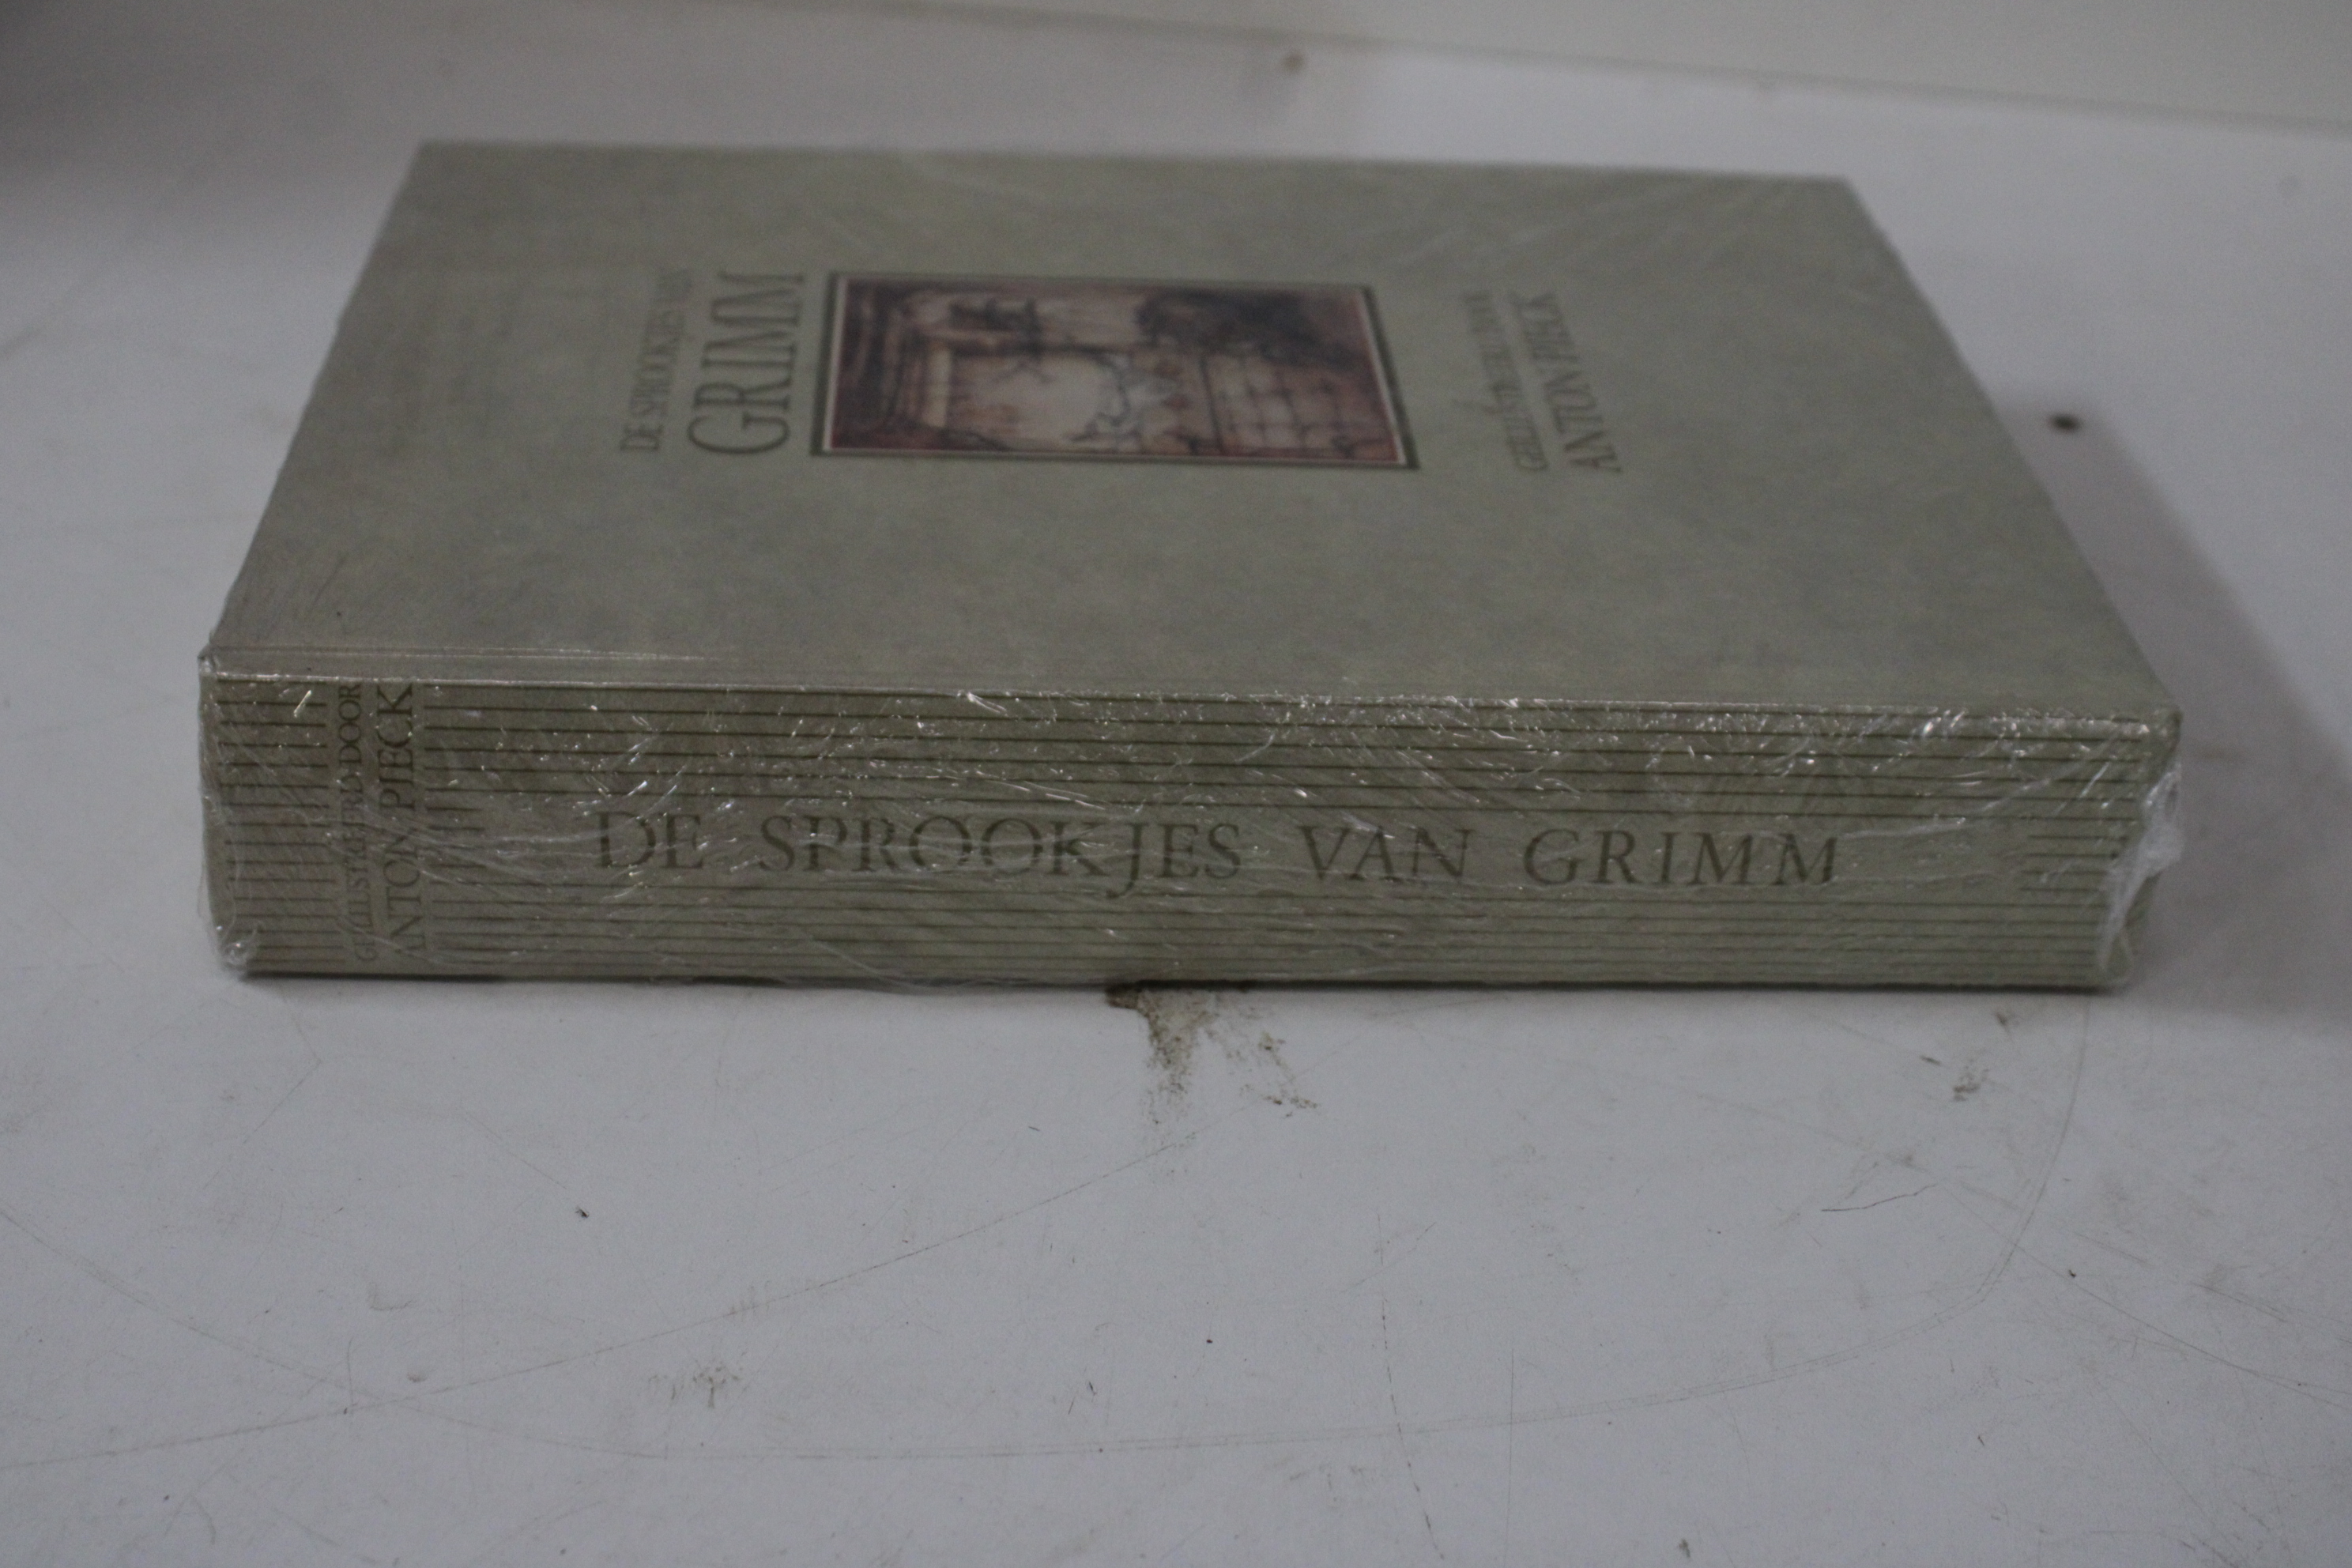 DE SPROOKJES VAN
GRIMM
GEÏLLUSTREERD DOOR
ANTON PIECK
GEÏLLUSTREERD DOOR
ANTON PIECK
DE SPROOKJES VAN GRIMM